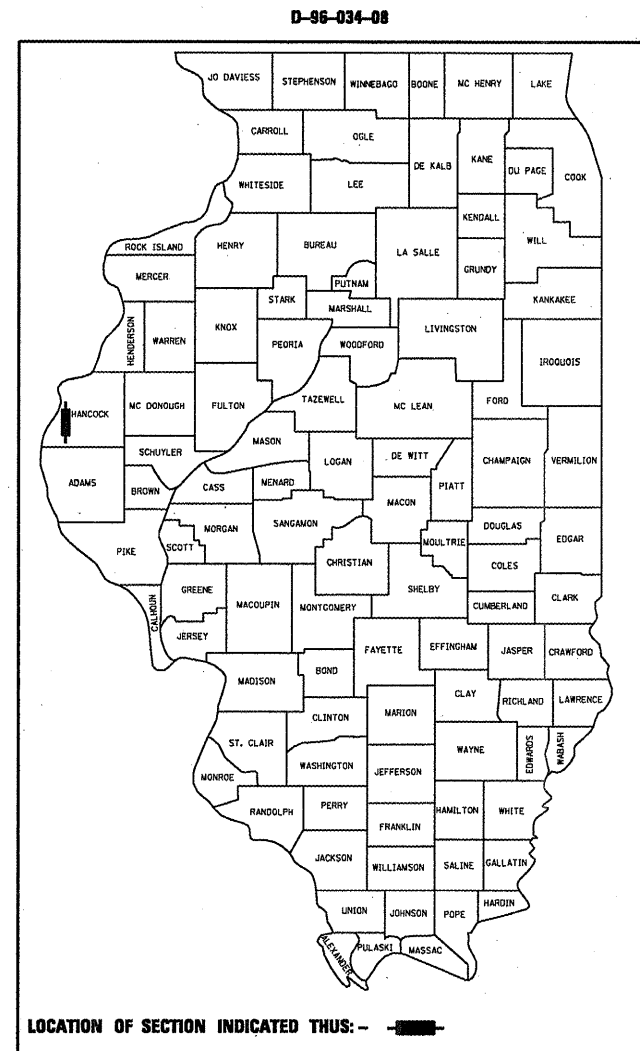 D-96-034-08
JO DAVIESS STEPHENSON WINNEBAGO BOONE MC HENRY LAKE
CARROLL OGLE
DE KALB KANE DU PAGE COOK
WHITESIDE LEE
KENDALL
ROCK ISLAND HENRY BUREAU LA SALLE GRUNDY WILL
MERCER PUTNAM
STARK MARSHALL KANKAKEE
HENDERSON WARREN KNOX PEORIA WOODFORD LIVINGSTON IROQUOIS
HANCOCK MC DONOUGH FULTON TAZEWELL MC LEAN FORD
MASON
SCHUYLER LOGAN DE WITT CHAMPAIGN VERMILION
ADAMS BROWN CASS MENARD PIATT
MACON
MORGAN SANGAMON DOUGLAS
PIKE SCOTT CHRISTIAN MOULTRIE EDGAR
COLES
CALHOUN GREENE MACOUPIN MONTGOMERY SHELBY CUMBERLAND CLARK
JERSEY FAYETTE EFFINGHAM JASPER CRAWFORD
MADISON BOND
CLAY RICHLAND LAWRENCE
CLINTON MARION
ST. CLAIR WAYNE EDWARDS WABASH
MONROE WASHINGTON JEFFERSON
RANDOLPH PERRY HAMILTON WHITE
FRANKLIN
JACKSON WILLIAMSON SALINE GALLATIN
UNION JOHNSON POPE HARDIN
ALEXANDER PULASKI MASSAC
LOCATION OF SECTION INDICATED THUS: -